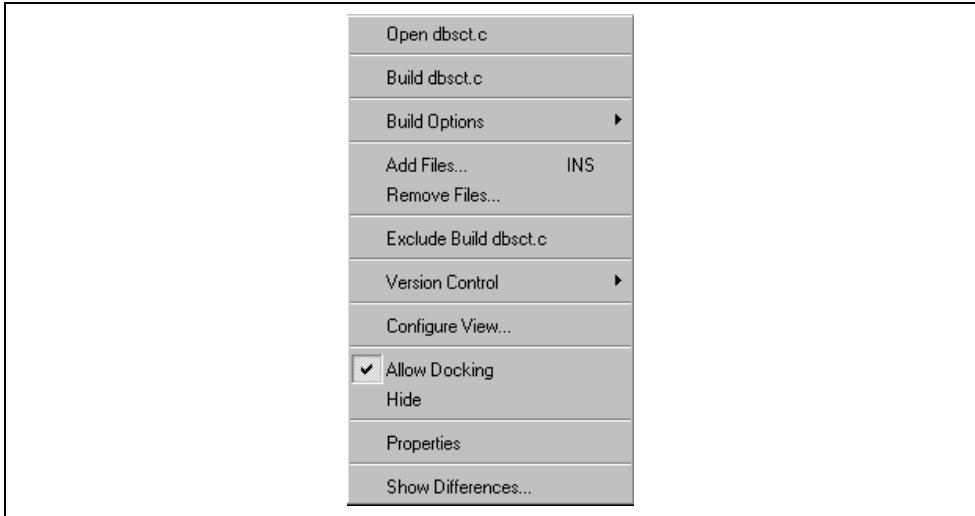 Open dbsct.c
Build dbsct.c
Build Options
Add Files... INS
Remove Files...
Exclude Build dbsct.c
Version Control
Configure View...
Allow Docking
Hide
Properties
Show Differences...